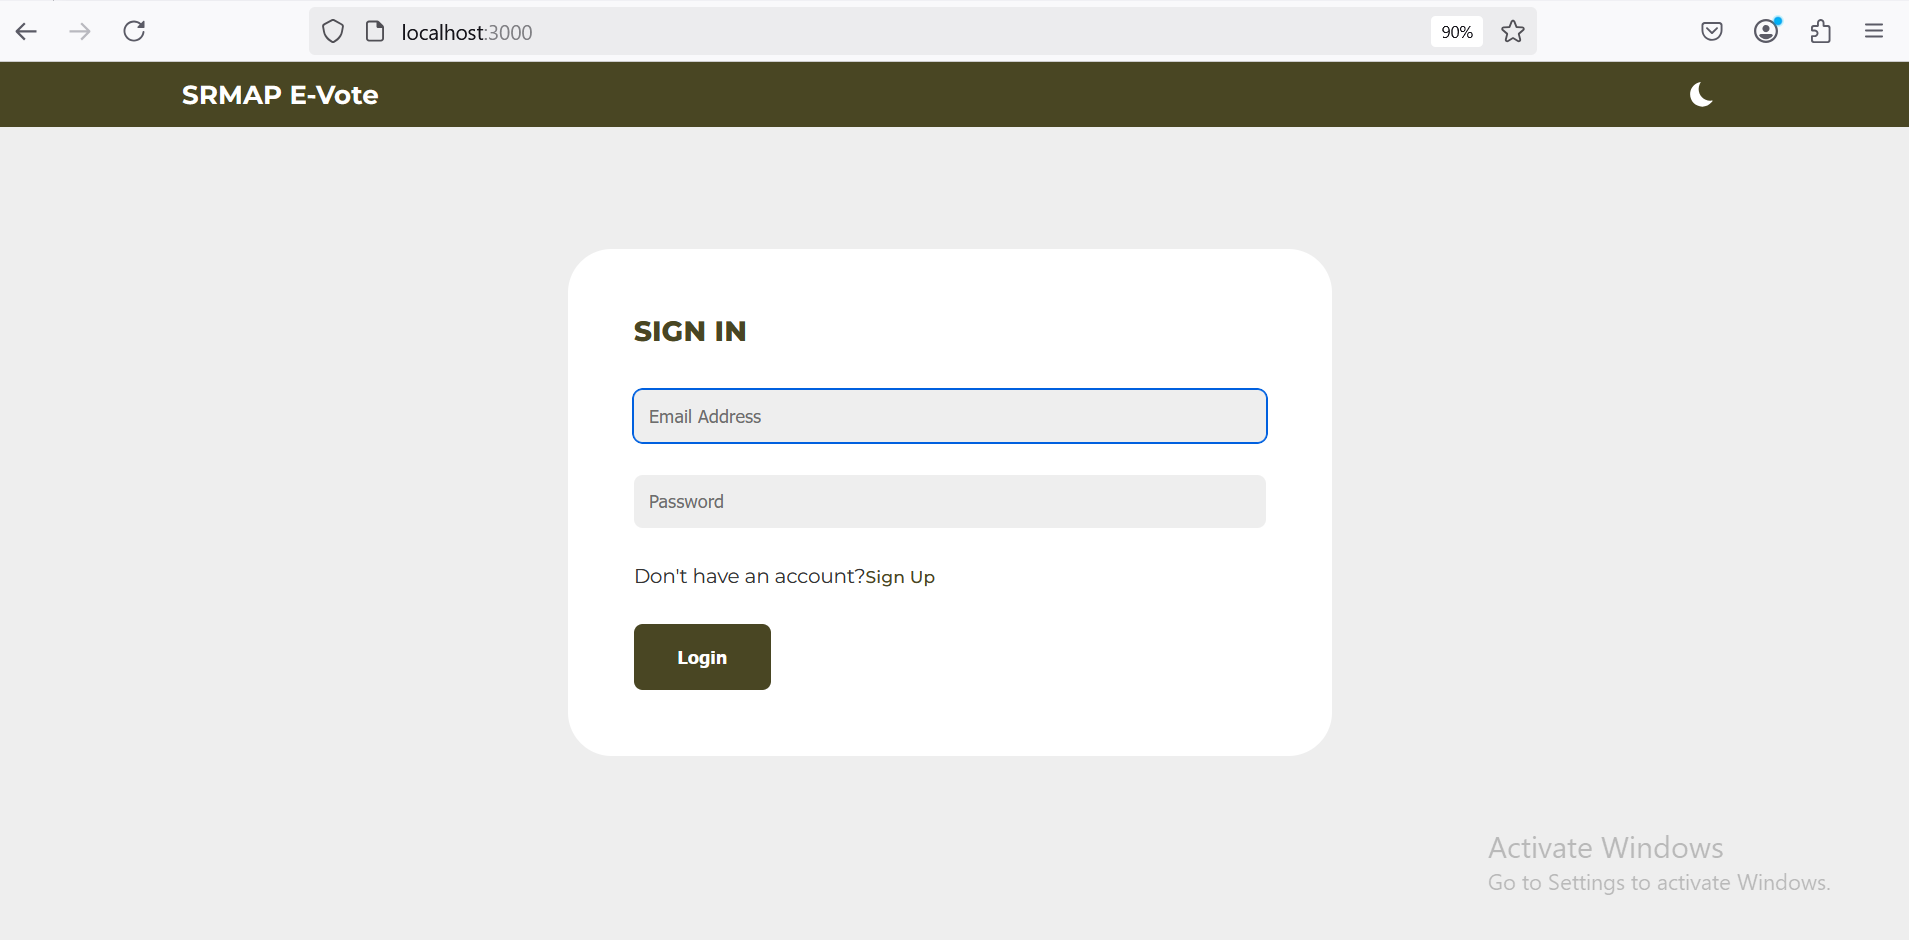 localhost:3000
90%
SRMAP E-Vote
SIGN IN
Email Address
Password
Don't have an account?Sign Up
Login
Activate Windows
Go to Settings to activate Windows.